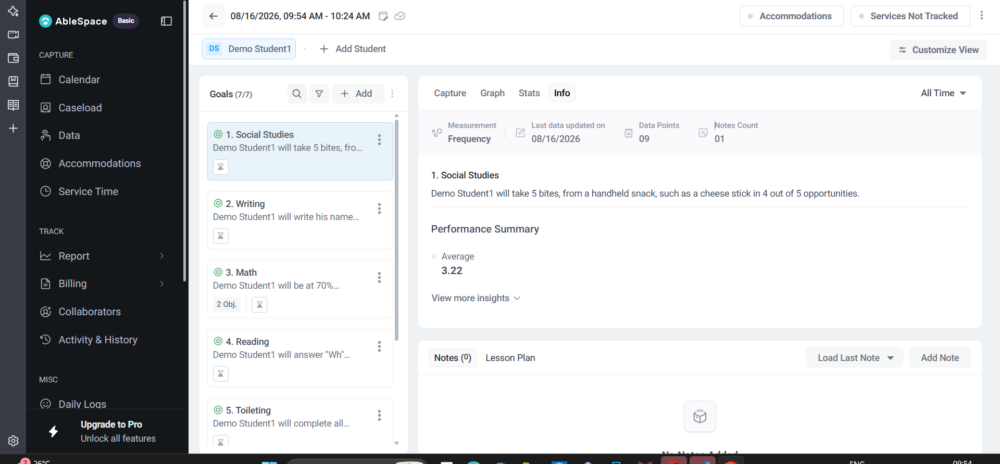 AbleSpace Basic
CAPTURE
Calendar
Caseload
Data
Accommodations
Service Time
TRACK
Report
Billing
Collaborators
Activity & History
MISC
Daily Logs
Upgrade to Pro
Unlock all features
08/16/2026, 09:54 AM - 10:24 AM
Accommodations
Services Not Tracked
DS Demo Student1
Add Student
Customize View
Goals (7/7)
Add
1. Social Studies
Demo Student1 will take 5 bites, fro...
2. Writing
Demo Student1 will write his name...
3. Math
Demo Student1 will be at 70%...
2 Obj.
4. Reading
Demo Student1 will answer "Wh"...
5. Toileting
Demo Student1 will complete all...
Capture Graph Stats Info
All Time
Measurement
Frequency
Last data updated on
08/16/2026
Data Points
09
Notes Count
01
1. Social Studies
Demo Student1 will take 5 bites, from a handheld snack, such as a cheese stick in 4 out of 5 opportunities.
Performance Summary
Average
3.22
View more insights
Notes (0) Lesson Plan
Load Last Note
Add Note
No Notes Added
2
26°C
ENG
09:54